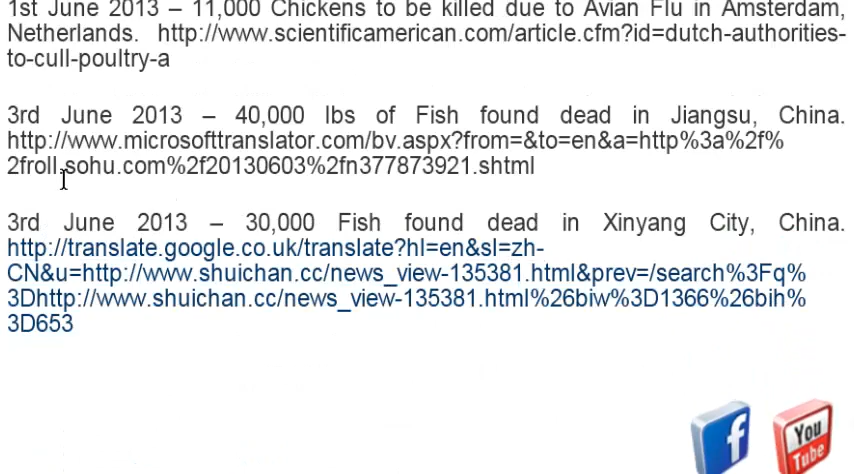 1st June 2013 – 11,000 Chickens to be killed due to Avian Flu in Amsterdam,
Netherlands. http://www.scientificamerican.com/article.cfm?id=dutch-authorities-
to-cull-poultry-a
3rd June 2013 – 40,000 lbs of Fish found dead in Jiangsu, China.
http://www.microsofttranslator.com/bv.aspx?from=&to=en&a=http%3a%2f%
2froll.sohu.com%2f20130603%2fn377873921.shtml
3rd June 2013 – 30,000 Fish found dead in Xinyang City, China.
http://translate.google.co.uk/translate?hl=en&sl=zh-
CN&u=http://www.shuichan.cc/news_view-135381.html&prev=/search%3Fq%
3Dhttp://www.shuichan.cc/news_view-135381.html%26biw%3D1366%26bih%
3D653
f
You
Tube